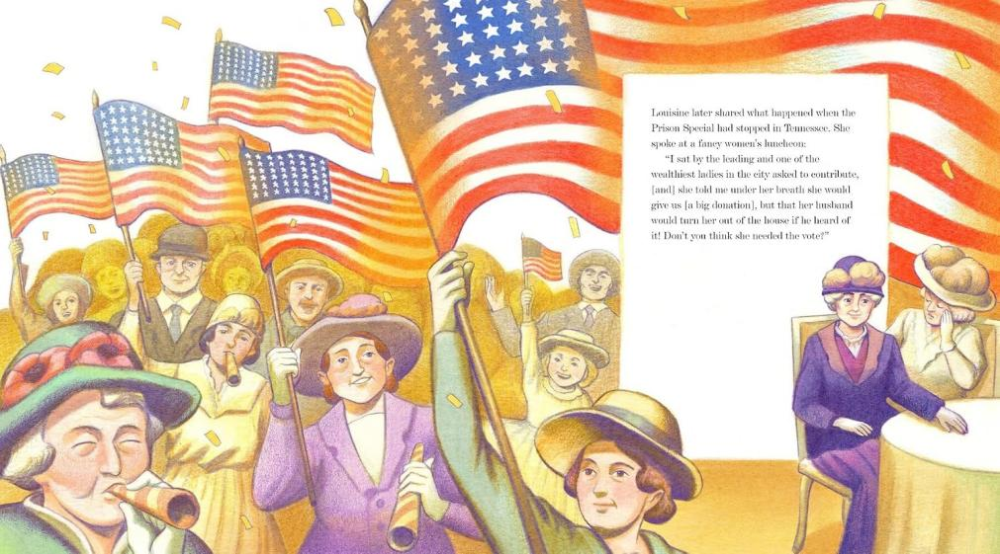 Louisine later shared what happened when the
Prison Special had stopped in Tennessee. She
spoke at a fancy women's luncheon:
“I sat by the leading and one of the
wealthiest ladies in the city asked to contribute,
[and] she told me under her breath she would
give us [a big donation], but that her husband
would turn her out of the house if he heard of
it! Don't you think she needed the vote?”